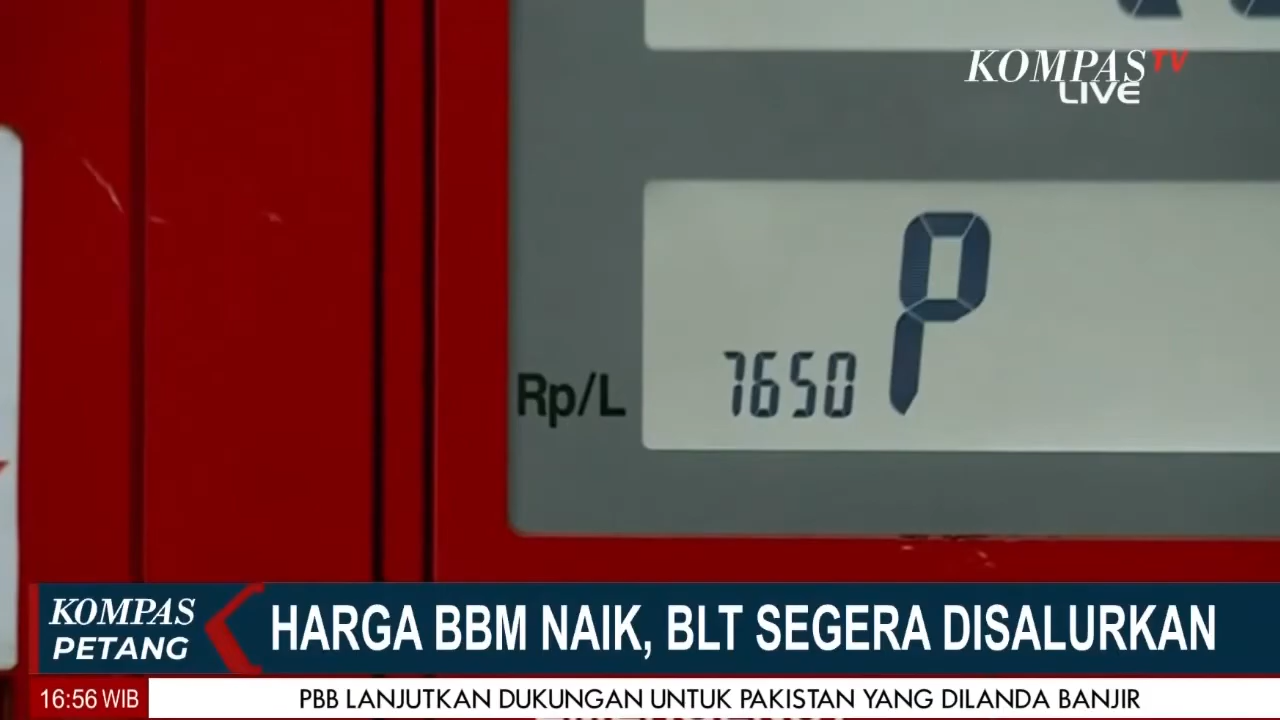 KOMPAS TV
LIVE
P
Rp/L 7650
KOMPAS
PETANG
HARGA BBM NAIK, BLT SEGERA DISALURKAN
16:56 WIB
PBB LANJUTKAN DUKUNGAN UNTUK PAKISTAN YANG DILANDA BANJIR